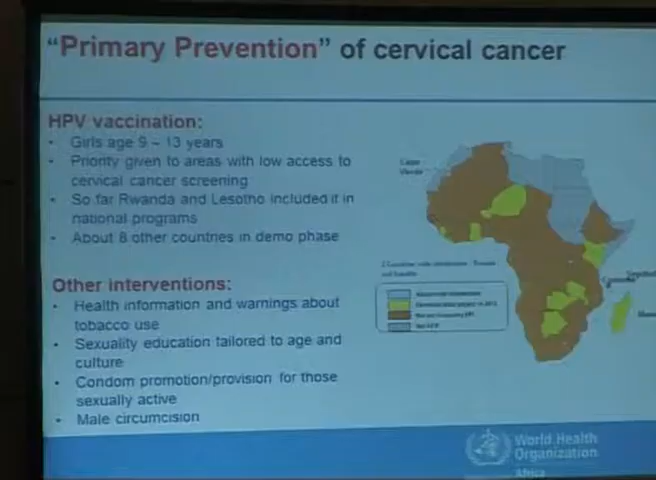 “Primary Prevention” of cervical cancer
HPV vaccination:
• Girls age 9 – 13 years
• Priority given to areas with low access to
cervical cancer screening
• So far Rwanda and Lesotho included it in
national programs
• About 8 other countries in demo phase
Other interventions:
• Health information and warnings about
tobacco use
• Sexuality education tailored to age and
culture
• Condom promotion/provision for those
sexually active
• Male circumcision
Cape
Verde
World Health
Organization
Africa